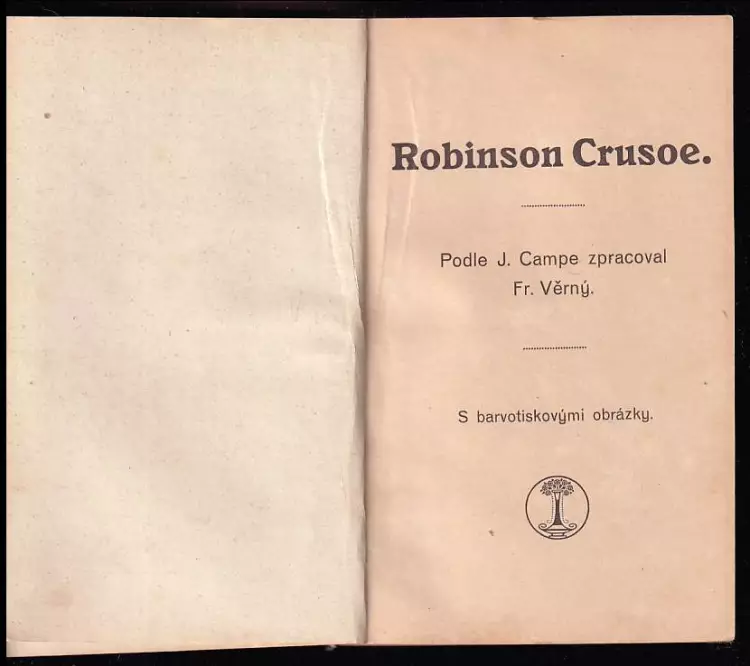 Robinson Crusoe.
Podle J. Campe zpracoval
Fr. Věrný.
S barvotiskovými obrázky.